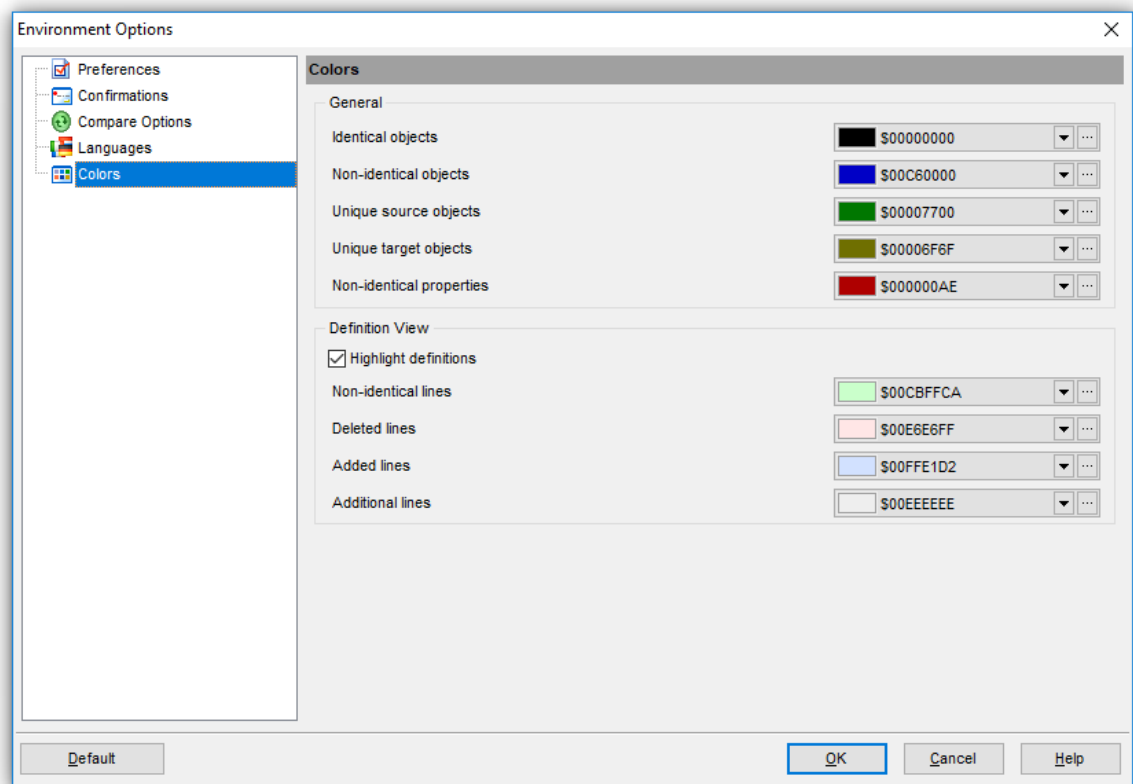 Environment Options
Preferences
Confirmations
Compare Options
Languages
Colors
Colors
General
Identical objects $00000000
Non-identical objects $00C60000
Unique source objects $00007700
Unique target objects $00006F6F
Non-identical properties $000000AE
Definition View
Highlight definitions
Non-identical lines $00CBFFCA
Deleted lines $00E6E6FF
Added lines $00FFE1D2
Additional lines $00EEEEEE
Default OK Cancel Help